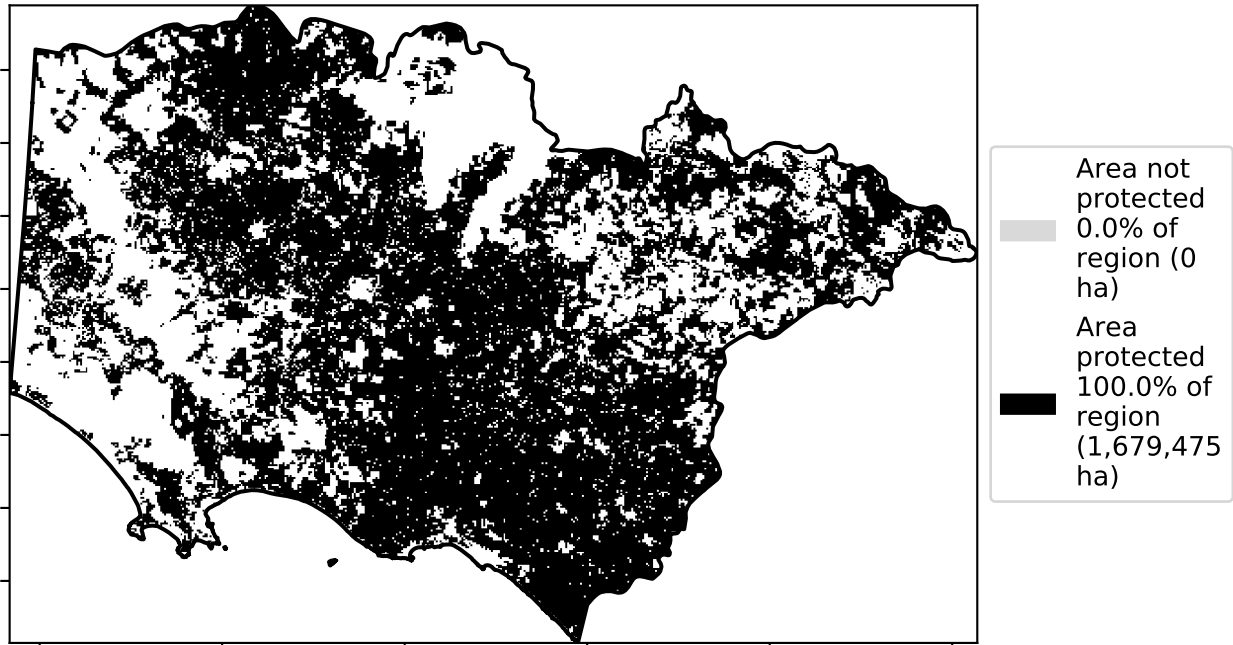 Area not
protected
0.0% of
region (0
ha)
Area
protected
100.0% of
region
(1,679,475
ha)